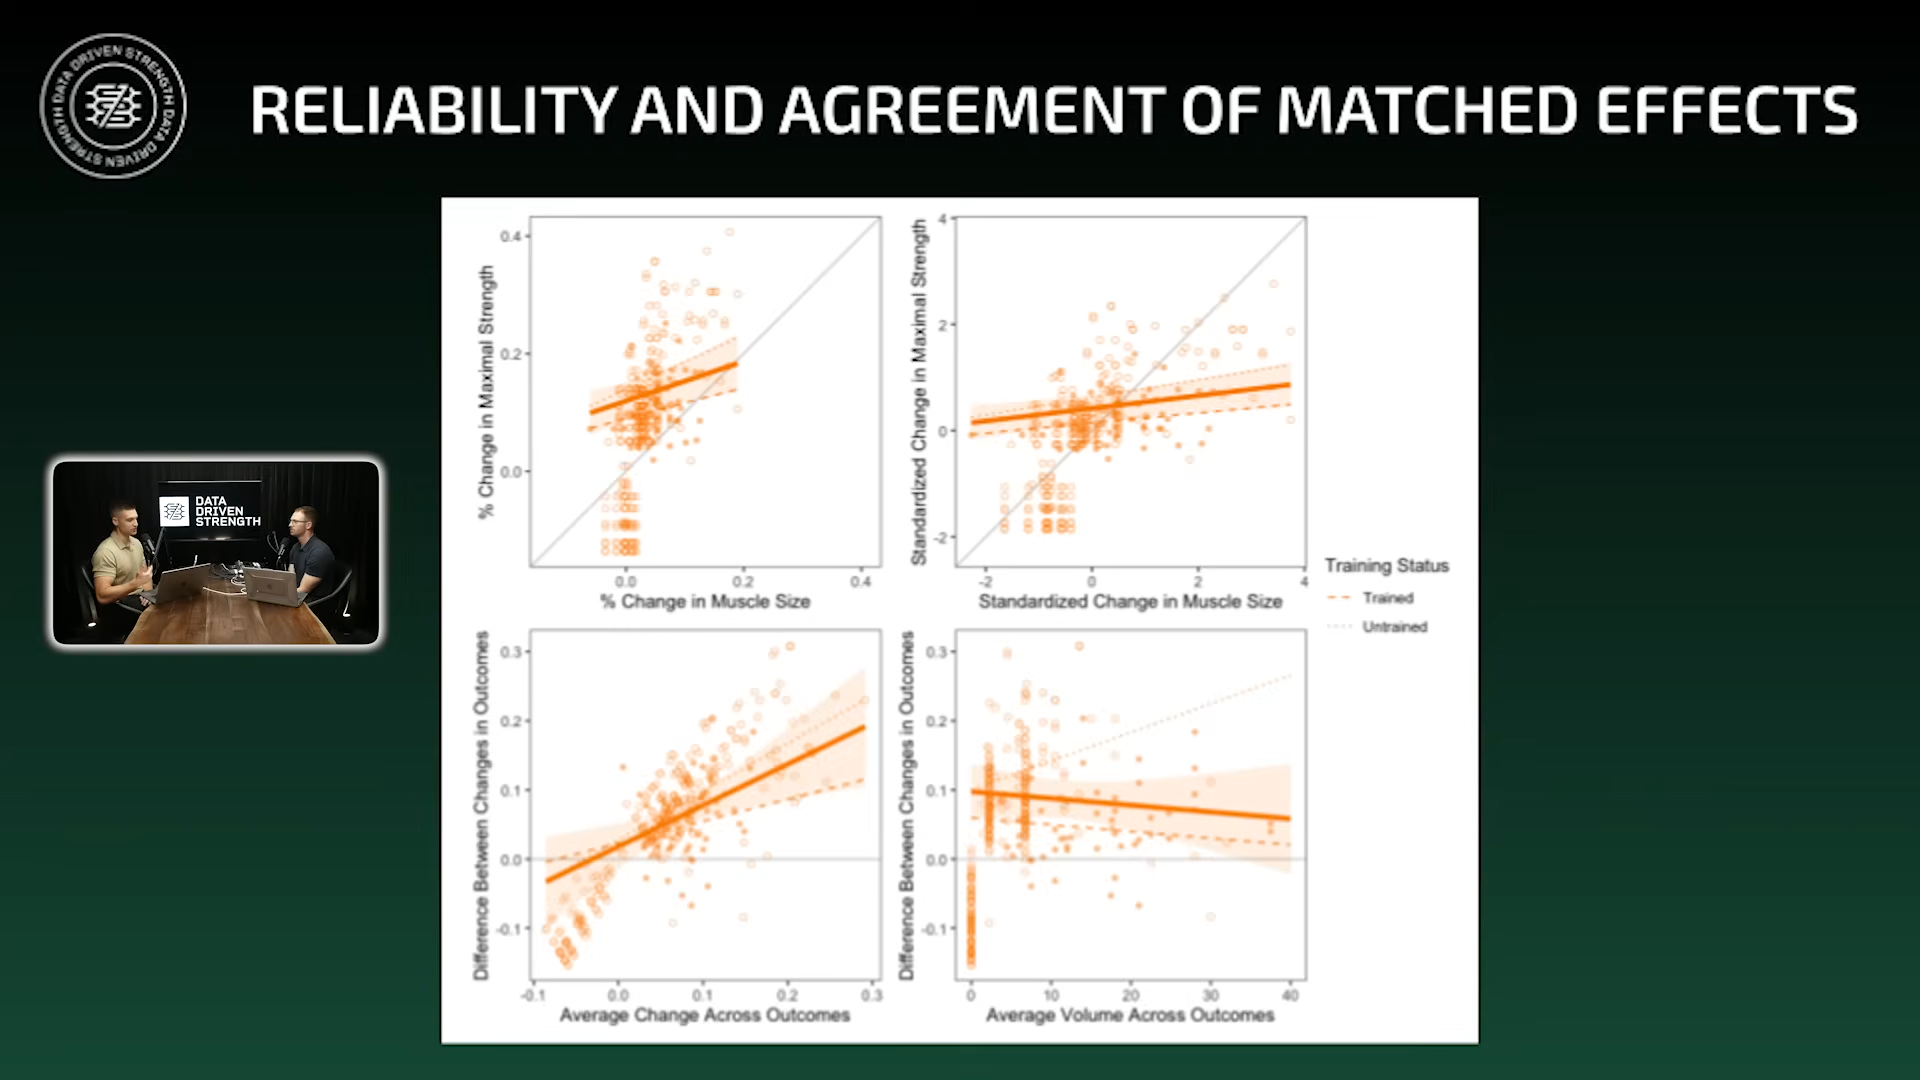 DATA DRIVEN STRENGTH DATA DRIVEN STRENGTH
RELIABILITY AND AGREEMENT OF MATCHED EFFECTS
DATA
DRIVEN
STRENGTH
% Change in Maximal Strength
0.4
0.2
0.0
0.0 0.2 0.4
% Change in Muscle Size
Standardized Change in Maximal Strength
4
2
0
-2
-2 0 2 4
Standardized Change in Muscle Size
Training Status
Trained
Untrained
Difference Between Changes in Outcomes
0.3
0.2
0.1
0.0
-0.1
-0.1 0.0 0.1 0.2 0.3
Average Change Across Outcomes
Difference Between Changes in Outcomes
0.3
0.2
0.1
0.0
-0.1
0 10 20 30 40
Average Volume Across Outcomes